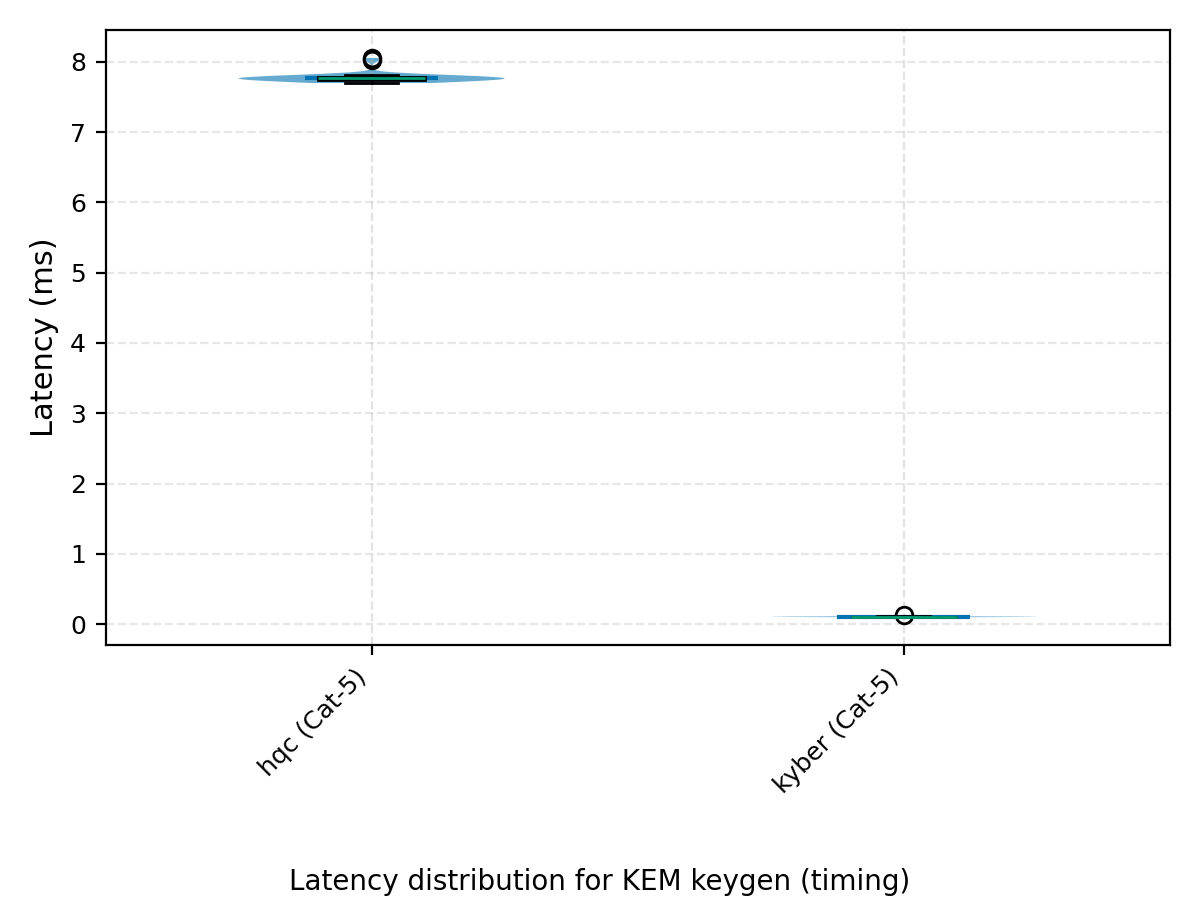 Latency (ms)
8
7
6
5
4
3
2
1
0
hqc (Cat-5)
kyber (Cat-5)
Latency distribution for KEM keygen (timing)